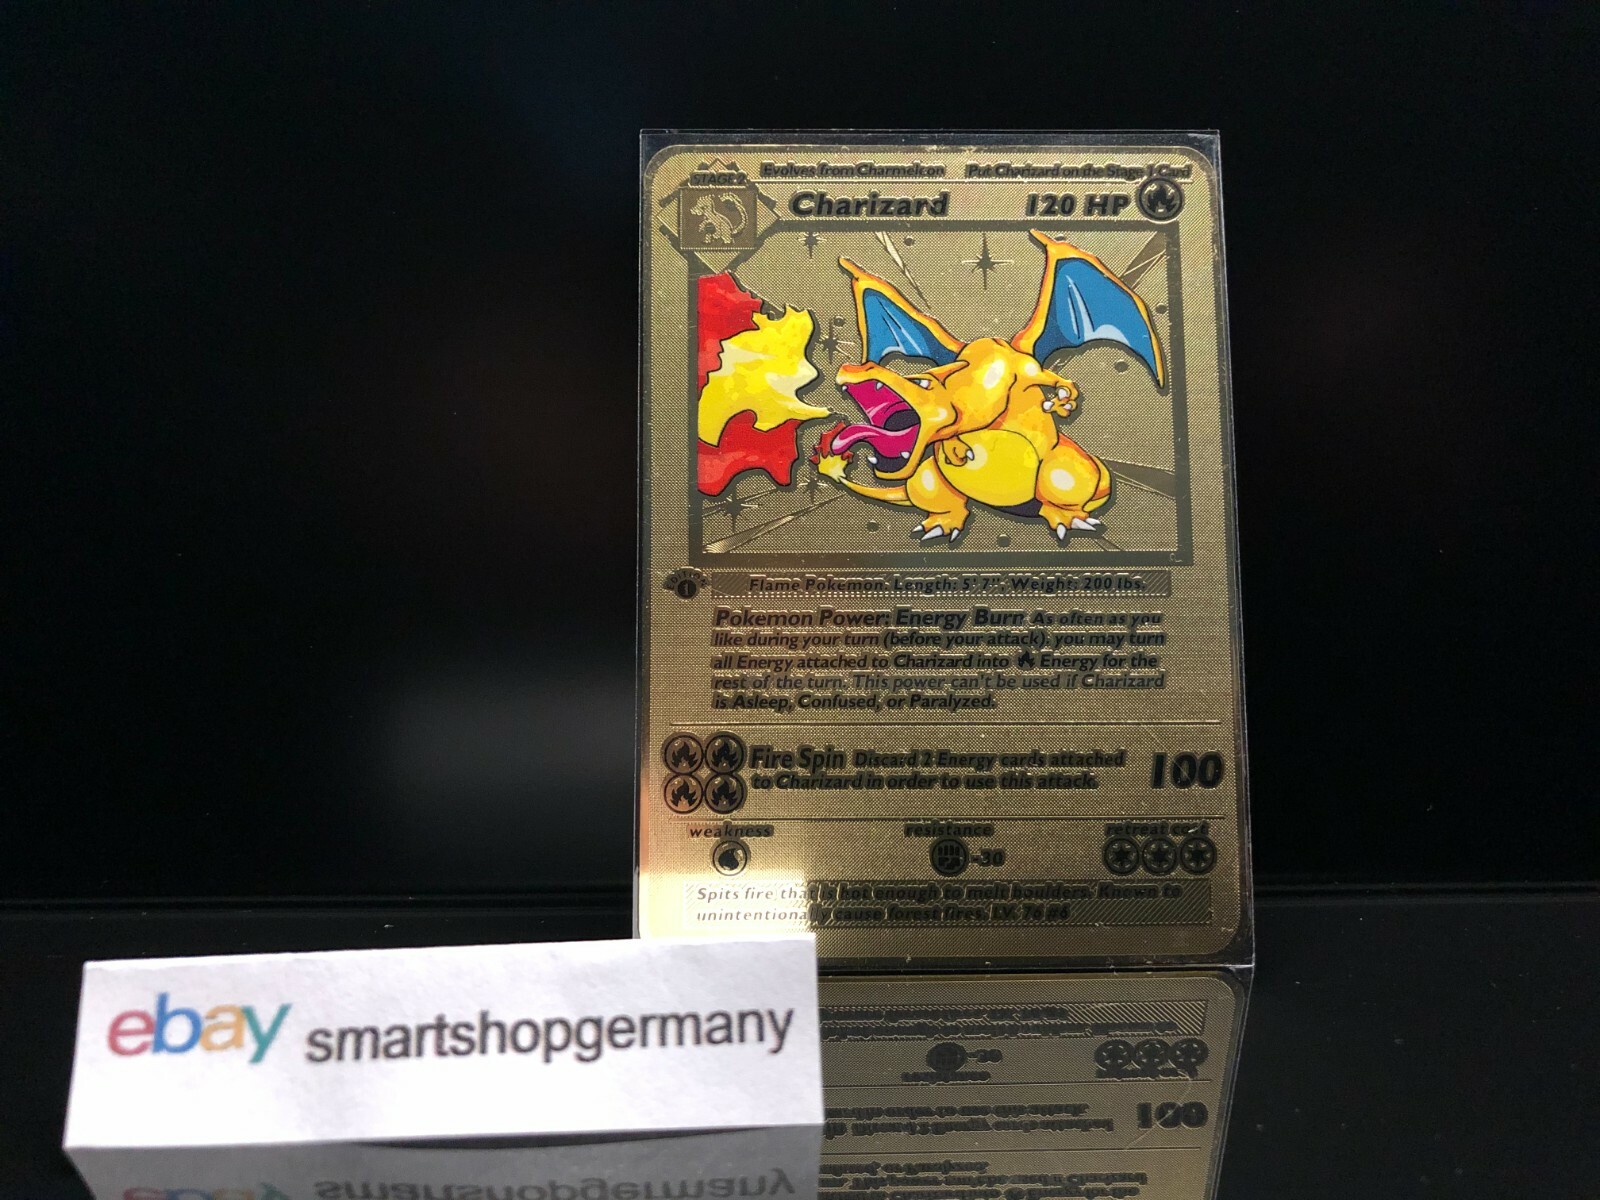 STAGE 2
Evolves from Charmeleon Put Charizard on the Stage 1 Card
Charizard 120 HP
EDITION
1
Flame Pokemon. Length: 5' 7", Weight: 200 lbs.
Pokemon Power: Energy Burn As often as you
like during your turn (before your attack), you may turn
all Energy attached to Charizard into Energy for the
rest of the turn. This power can't be used if Charizard
is Asleep, Confused, or Paralyzed.
Fire Spin Discard 2 Energy cards attached
to Charizard in order to use this attack.
100
weakness resistance retreat cost
-30
Spits fire that is hot enough to melt boulders. Known to
unintentionally cause forest fires. LV. 76 #6
ebay smartshopgermany